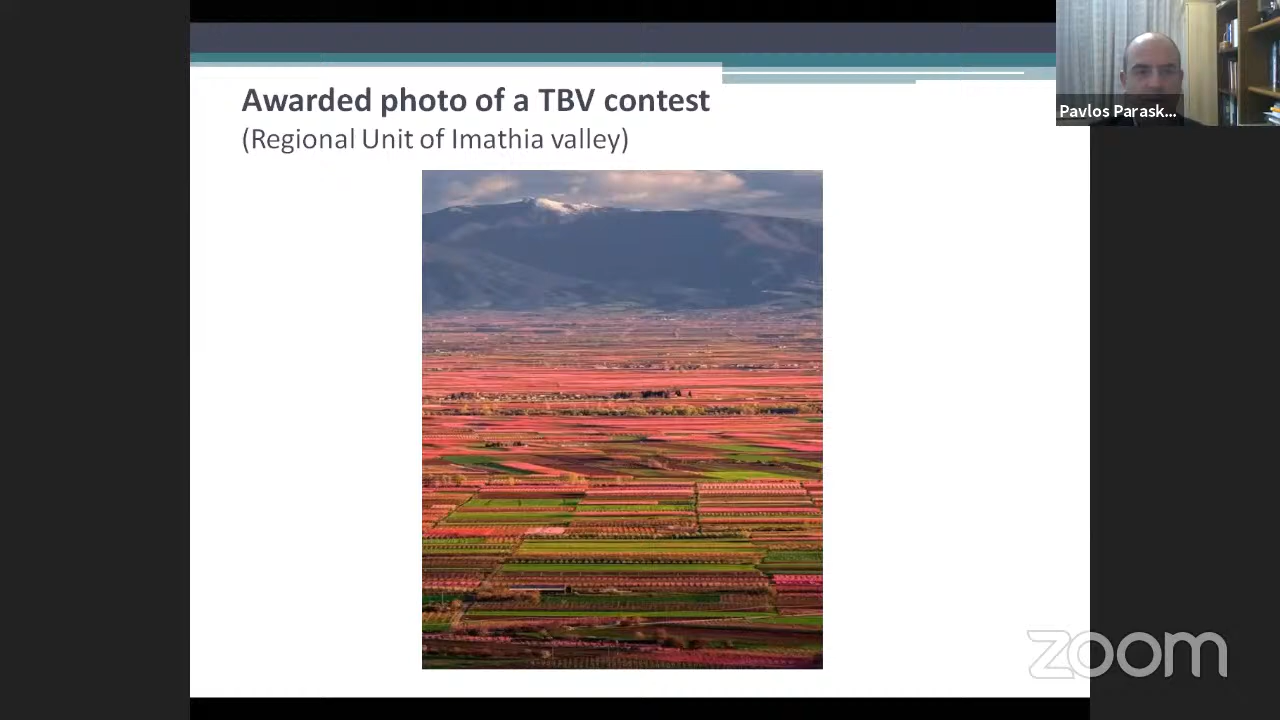 Awarded photo of a TBV contest
(Regional Unit of Imathia valley)
Pavlos Parask...
zoom